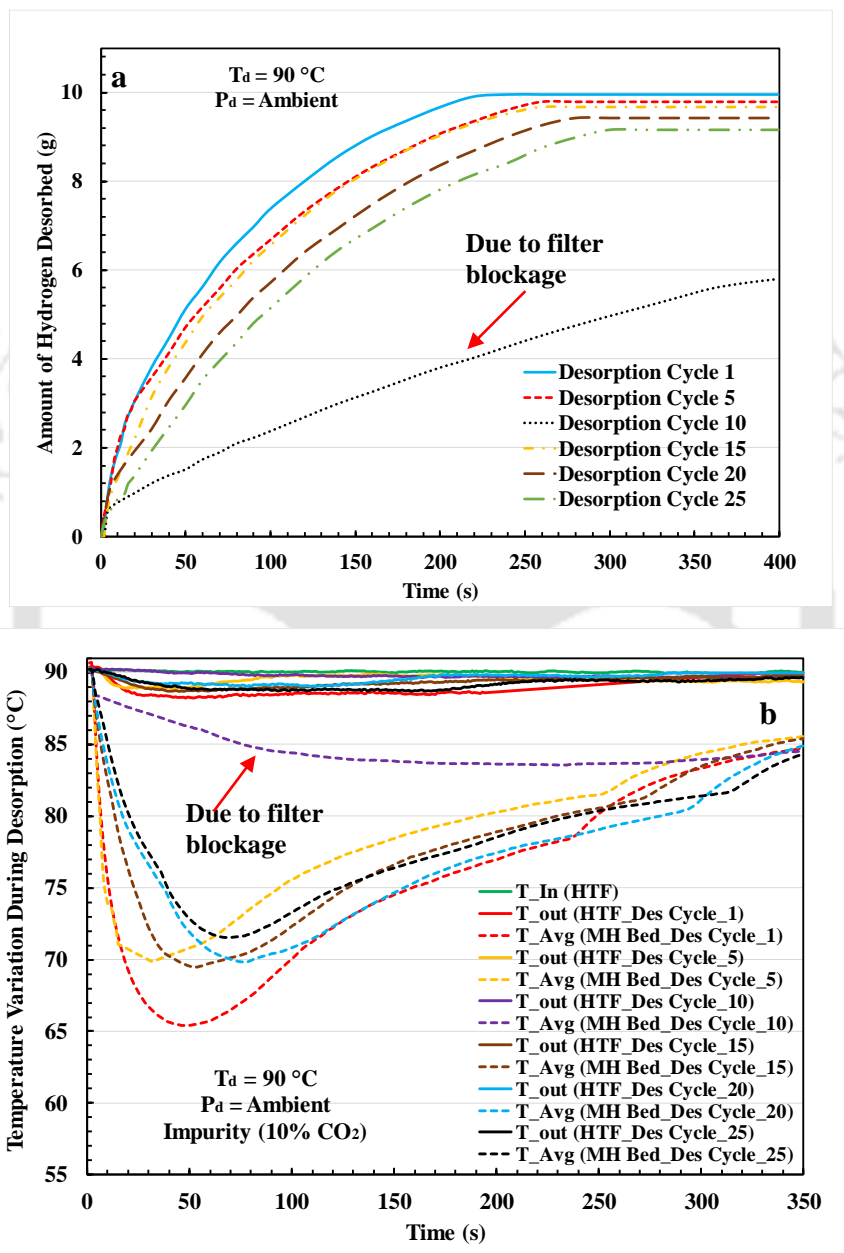 a
Td = 90 °C
Pd = Ambient
Amount of Hydrogen Desorbed (g)
10
8
6
4
2
0
Due to filter
blockage
Desorption Cycle 1
Desorption Cycle 5
Desorption Cycle 10
Desorption Cycle 15
Desorption Cycle 20
Desorption Cycle 25
0 50 100 150 200 250 300 350 400
Time (s)
b
Temperature Variation During Desorption (°C)
90
85
80
75
70
65
60
55
Due to filter
blockage
T_In (HTF)
T_out (HTF_Des Cycle_1)
T_Avg (MH Bed_Des Cycle_1)
T_out (HTF_Des Cycle_5)
T_Avg (MH Bed_Des Cycle_5)
T_out (HTF_Des Cycle_10)
T_Avg (MH Bed_Des Cycle_10)
T_out (HTF_Des Cycle_15)
T_Avg (MH Bed_Des Cycle_15)
T_out (HTF_Des Cycle_20)
T_Avg (MH Bed_Des Cycle_20)
T_out (HTF_Des Cycle_25)
T_Avg (MH Bed_Des Cycle_25)
Td = 90 °C
Pd = Ambient
Impurity (10% CO2)
0 50 100 150 200 250 300 350
Time (s)